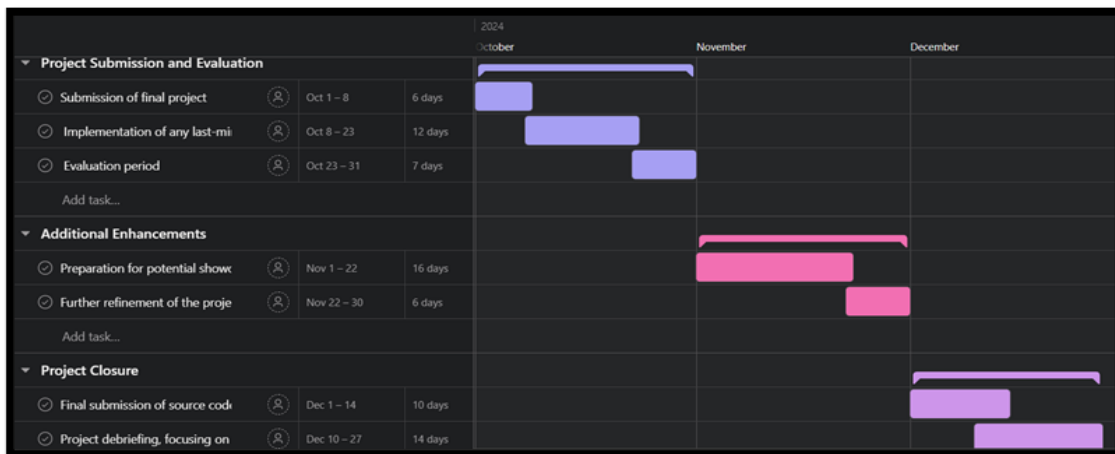 2024
October November December
Project Submission and Evaluation
Submission of final project Oct 1 – 8 6 days
Implementation of any last-mi Oct 8 – 23 12 days
Evaluation period Oct 23 – 31 7 days
Add task...
Additional Enhancements
Preparation for potential show Nov 1 – 22 16 days
Further refinement of the proje Nov 22 – 30 6 days
Add task...
Project Closure
Final submission of source cod Dec 1 – 14 10 days
Project debriefing, focusing on Dec 10 – 27 14 days